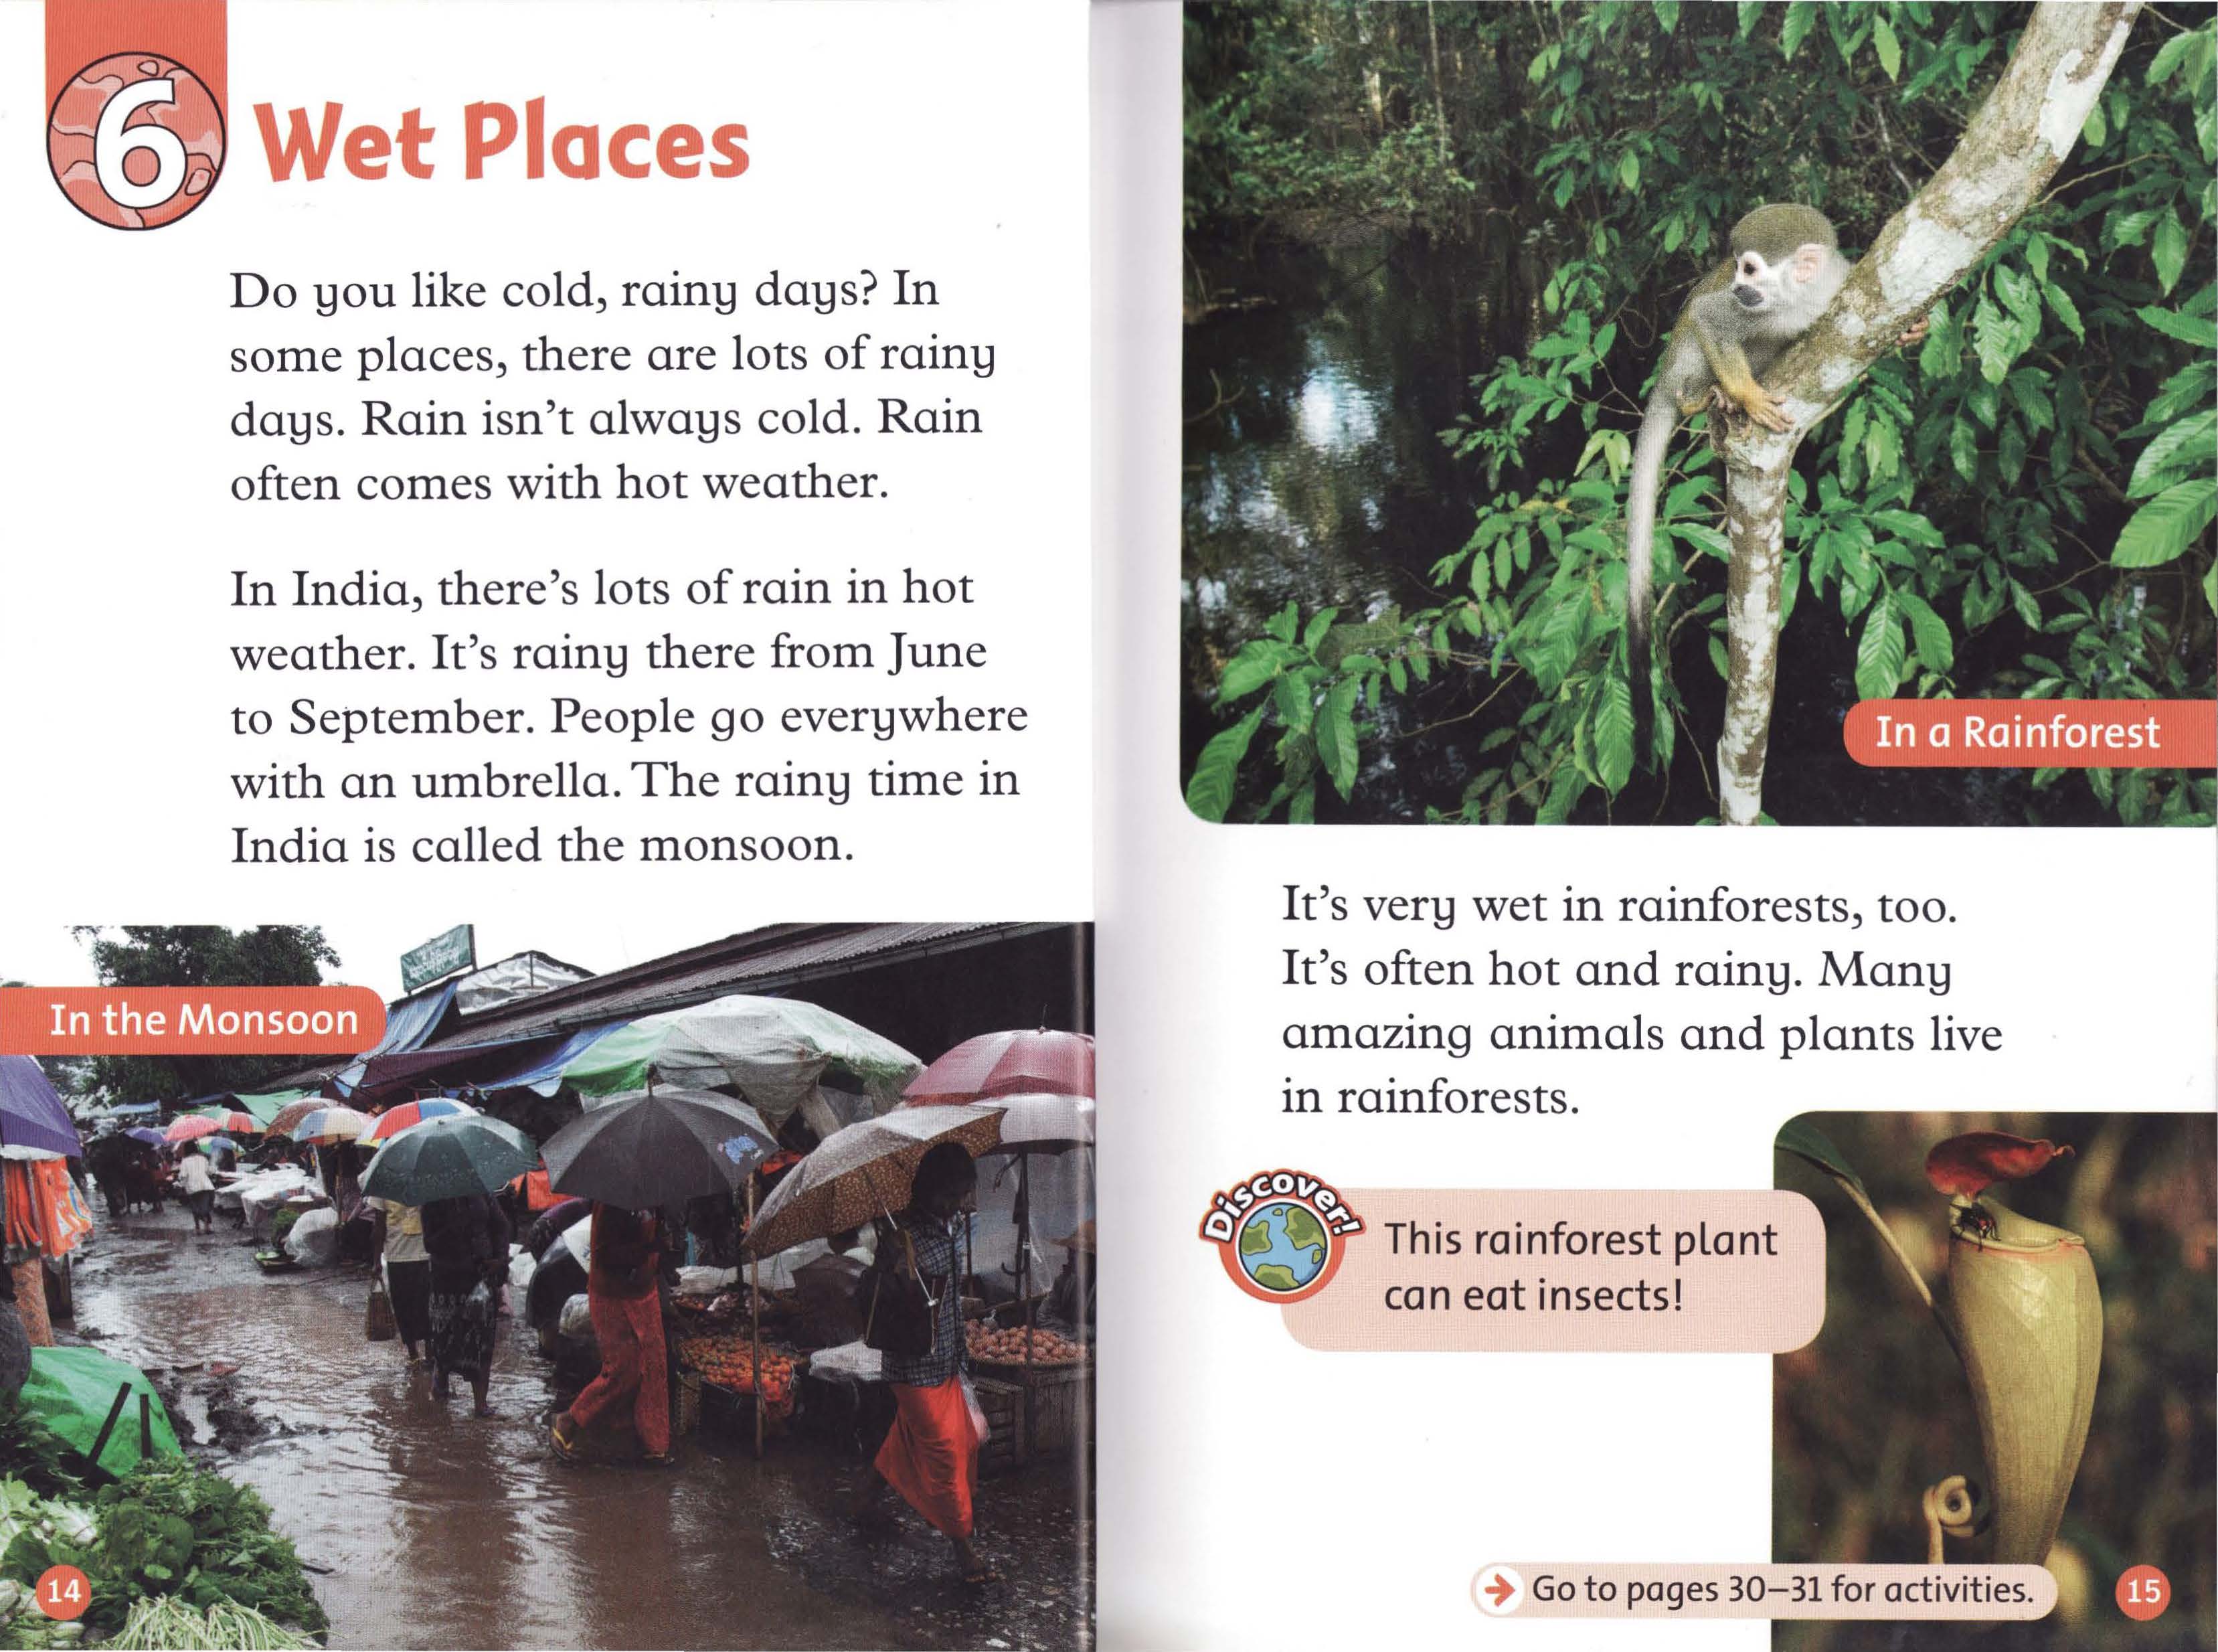 6
Wet Places
Do you like cold, rainy days? In
some places, there are lots of rainy
days. Rain isn't always cold. Rain
often comes with hot weather.
In India, there's lots of rain in hot
weather. It's rainy there from June
to September. People go everywhere
with an umbrella. The rainy time in
India is called the monsoon.
In the Monsoon
14
In a Rainforest
It's very wet in rainforests, too.
It's often hot and rainy. Many
amazing animals and plants live
in rainforests.
Discover!
This rainforest plant
can eat insects!
Go to pages 30–31 for activities.
15